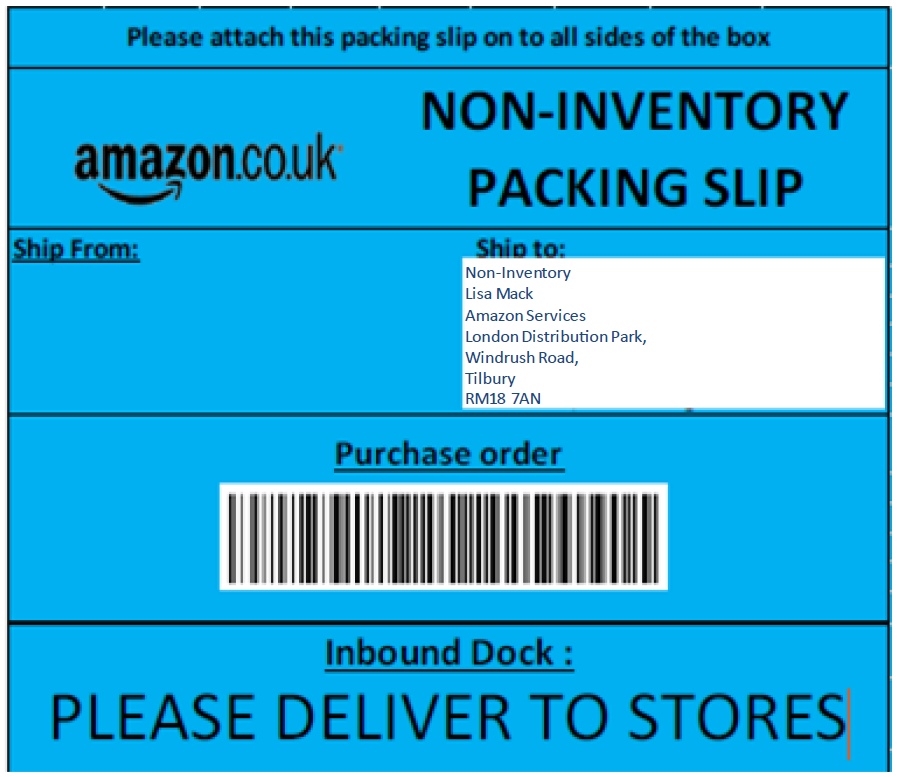 Please attach this packing slip on to all sides of the box
amazon.co.uk
NON-INVENTORY
PACKING SLIP
Ship From:
Ship to:
Non-Inventory
Lisa Mack
Amazon Services
London Distribution Park,
Windrush Road,
Tilbury
RM18 7AN
Purchase order
Inbound Dock :
PLEASE DELIVER TO STORES